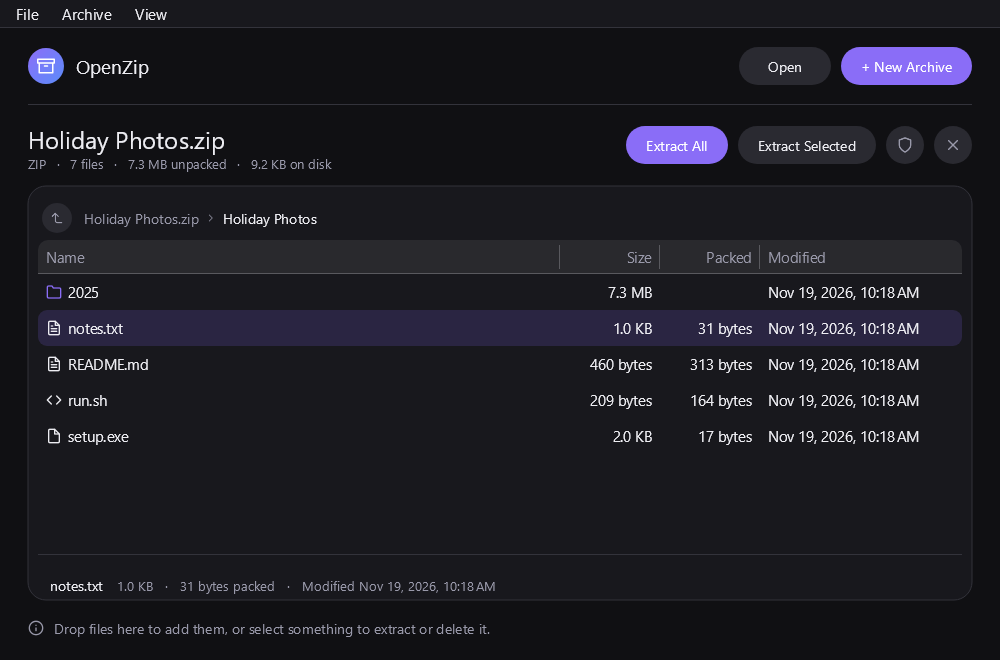 File Archive View
OpenZip
Open
+ New Archive
Holiday Photos.zip
ZIP · 7 files · 7.3 MB unpacked · 9.2 KB on disk
Extract All
Extract Selected
Holiday Photos.zip › Holiday Photos
Name Size Packed Modified
2025 7.3 MB Nov 19, 2026, 10:18 AM
notes.txt 1.0 KB 31 bytes Nov 19, 2026, 10:18 AM
README.md 460 bytes 313 bytes Nov 19, 2026, 10:18 AM
run.sh 209 bytes 164 bytes Nov 19, 2026, 10:18 AM
setup.exe 2.0 KB 17 bytes Nov 19, 2026, 10:18 AM
notes.txt 1.0 KB · 31 bytes packed · Modified Nov 19, 2026, 10:18 AM
Drop files here to add them, or select something to extract or delete it.